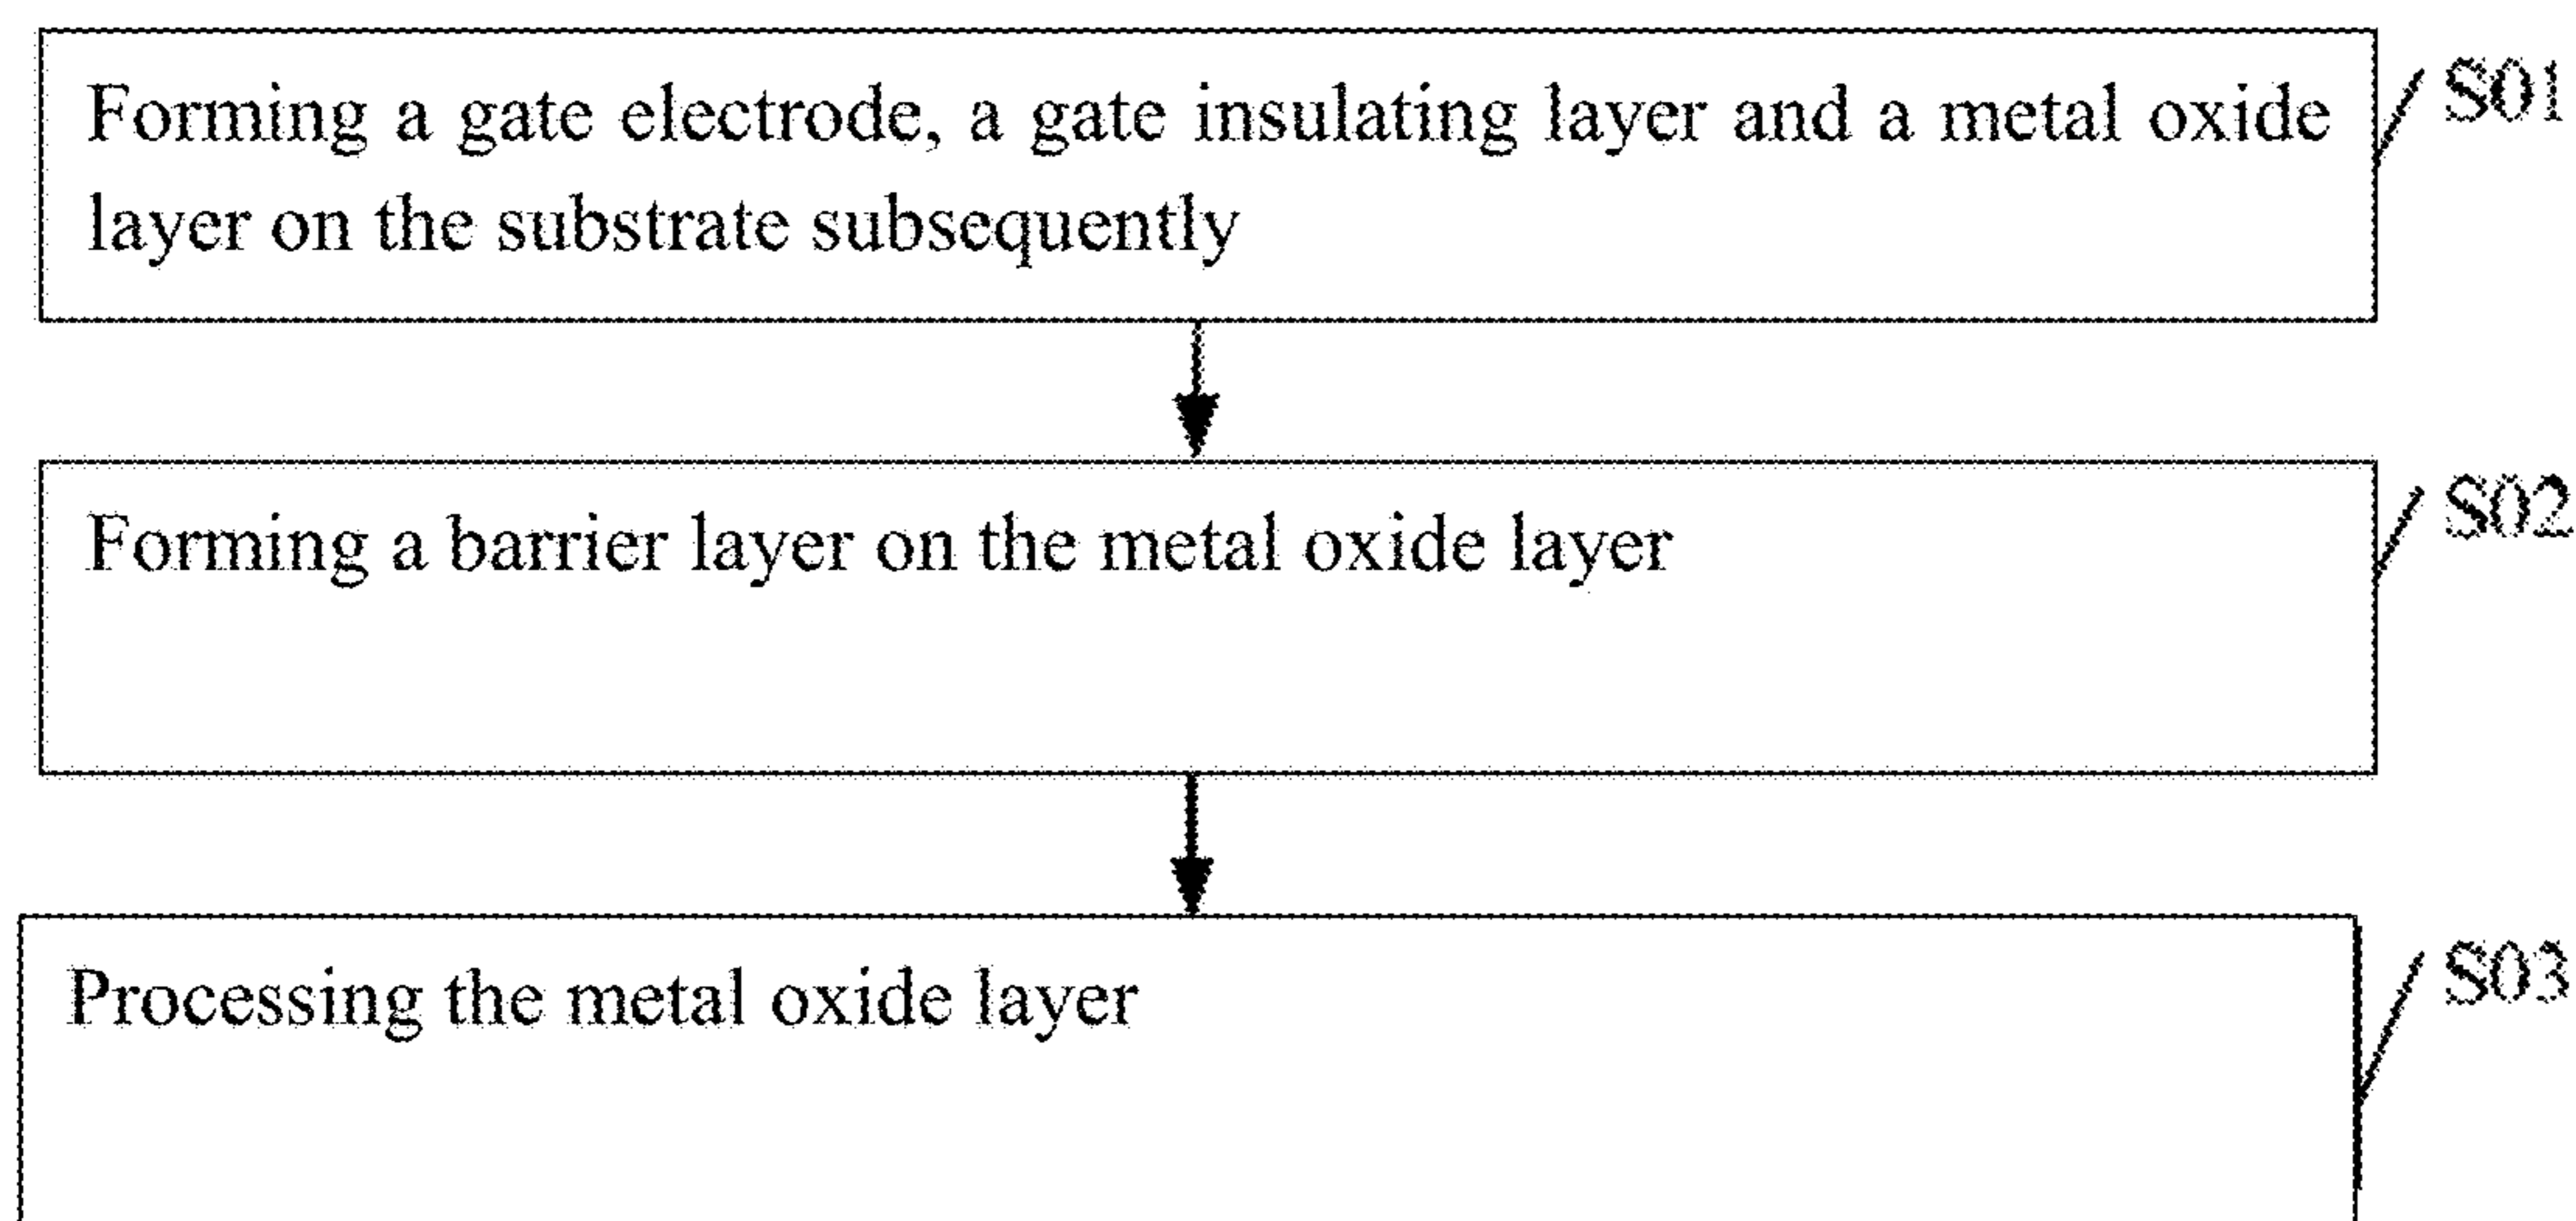 Forming a gate electrode, a gate insulating layer and a metal oxide
layer on the substrate subsequently
S01
Forming a barrier layer on the metal oxide layer
S02
Processing the metal oxide layer
S03